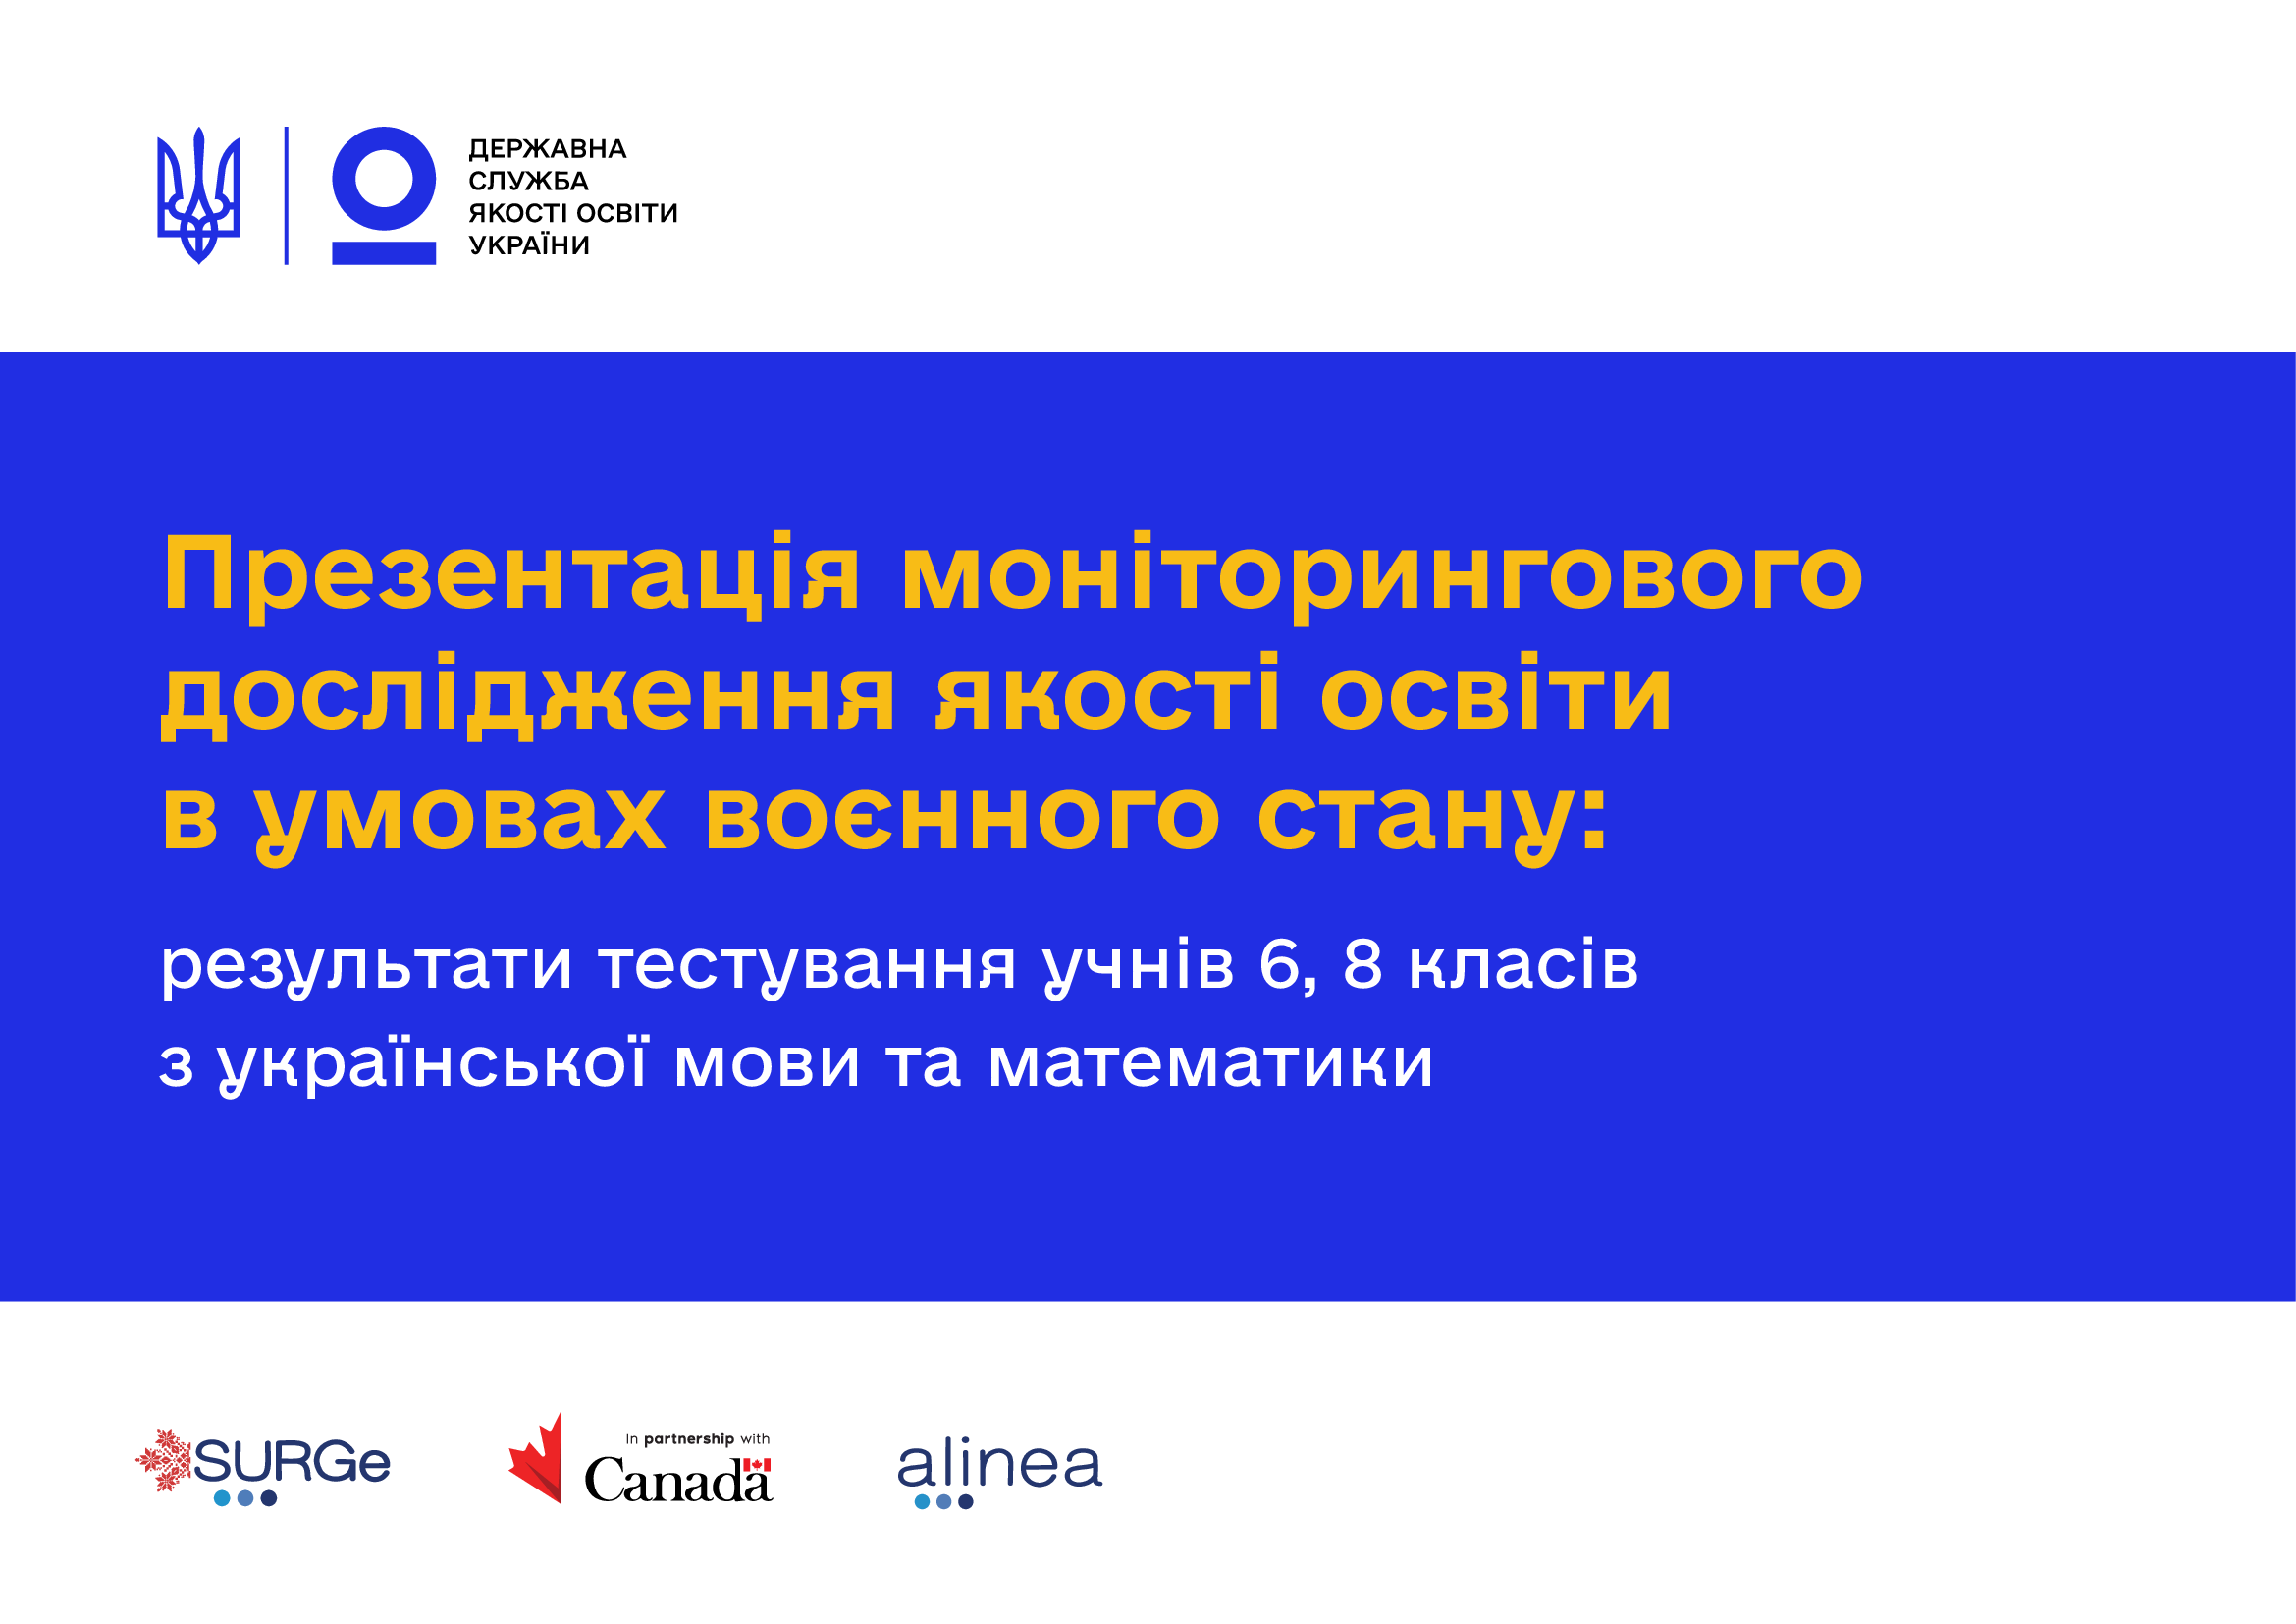 ДЕРЖАВНА
СЛУЖБА
ЯКОСТІ ОСВІТИ
УКРАЇНИ
Презентація моніторингового
дослідження якості освіти
в умовах воєнного стану:
результати тестування учнів 6, 8 класів
з української мови та математики
SURGe
In partnership with
Canada
alinea